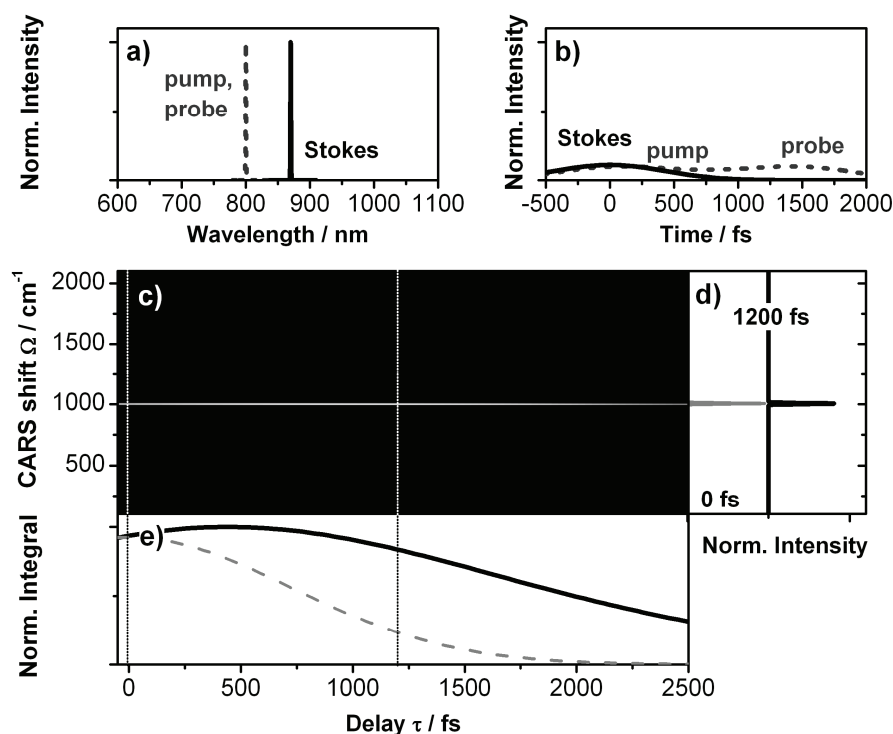 Norm. Intensity
a)
pump,
probe
Stokes
600 700 800 900 1000 1100
Wavelength / nm
Norm. Intensity
b)
Stokes
pump
probe
-500 0 500 1000 1500 2000
Time / fs
CARS shift Ω / cm-1
2000
1500
1000
500
c)
d)
1200 fs
0 fs
Norm. Intensity
Norm. Integral
e)
0 500 1000 1500 2000 2500
Delay τ / fs